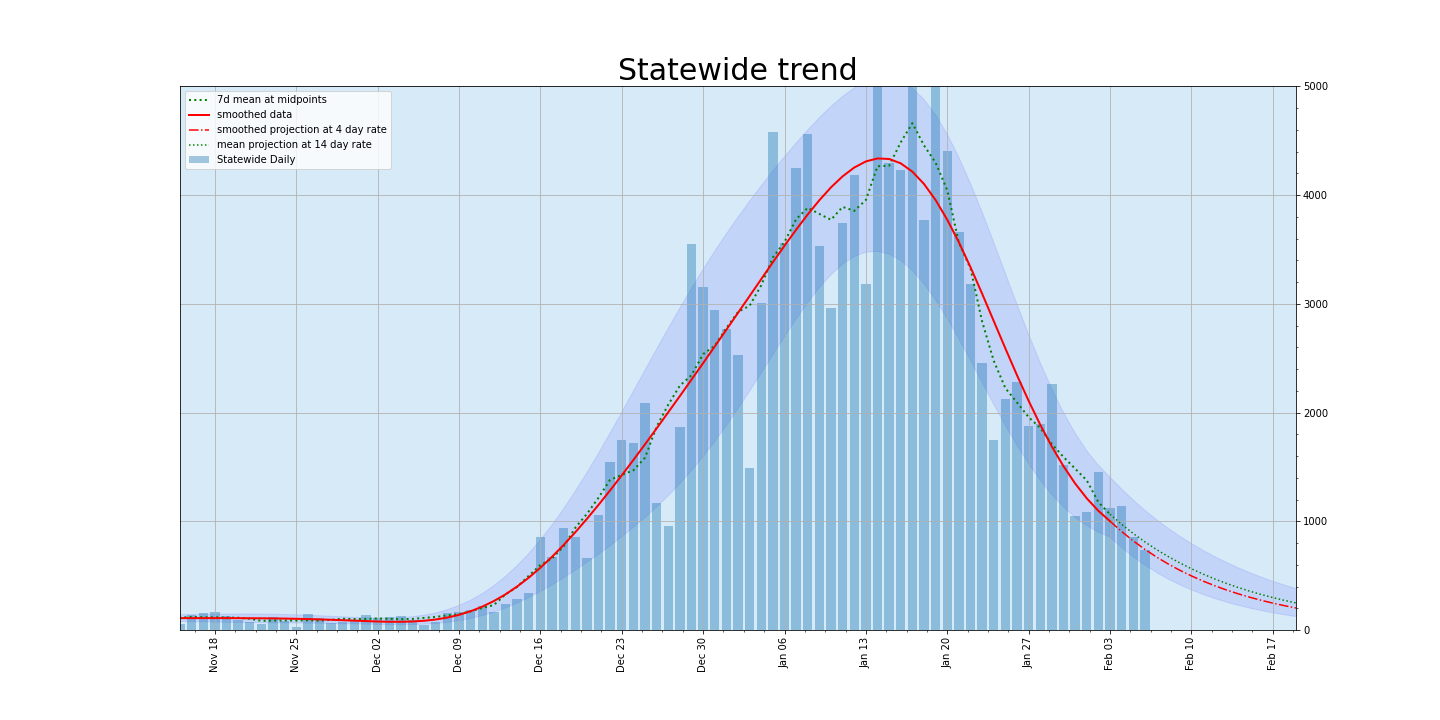 Statewide trend
7d mean at midpoints
smoothed data
smoothed projection at 4 day rate
mean projection at 14 day rate
Statewide Daily
5000
4000
3000
2000
1000
0
Nov 18
Nov 25
Dec 02
Dec 09
Dec 16
Dec 23
Dec 30
Jan 06
Jan 13
Jan 20
Jan 27
Feb 03
Feb 10
Feb 17